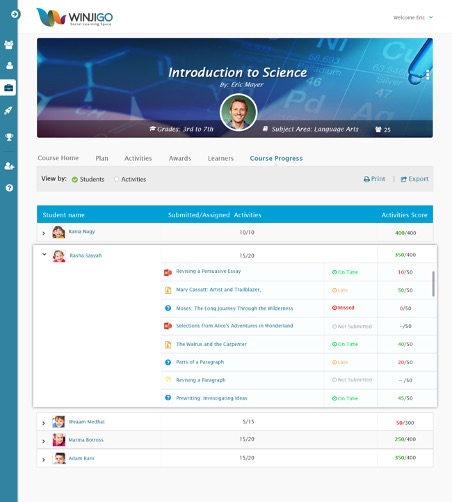 WINJIGO
Social Learning Space
Welcome Eric
Introduction to Science
by: Eric Mayer
Grades: 3rd to 7th
Subject Area: Language Arts
25
Course Home Plan Activities Awards Learners Course Progress
View by: Students Activities Print | Export
Student name Submitted/Assigned Activities Activities Score
Rania Nagy 10/10 400/400
Rasha Sayyah 15/20 350/400
Revising a Persuasive Essay On Time 10/50
Mary Cassatt: Artist and Trailblazer, Late 50/50
Moses: The Long Journey Through the Wilderness Missed 0/50
Selections from Alice's Adventures in Wonderland Not Submitted --/50
The Walrus and the Carpenter On Time 40/50
Parts of a Paragraph Late 20/50
Revising a Paragraph Not Submitted -- /50
Prewriting: Investigating Ideas On Time 45/50
Medhat 5/15 50/300
Marina Botross 15/20 250/400
Adam Rani 15/20 350/400